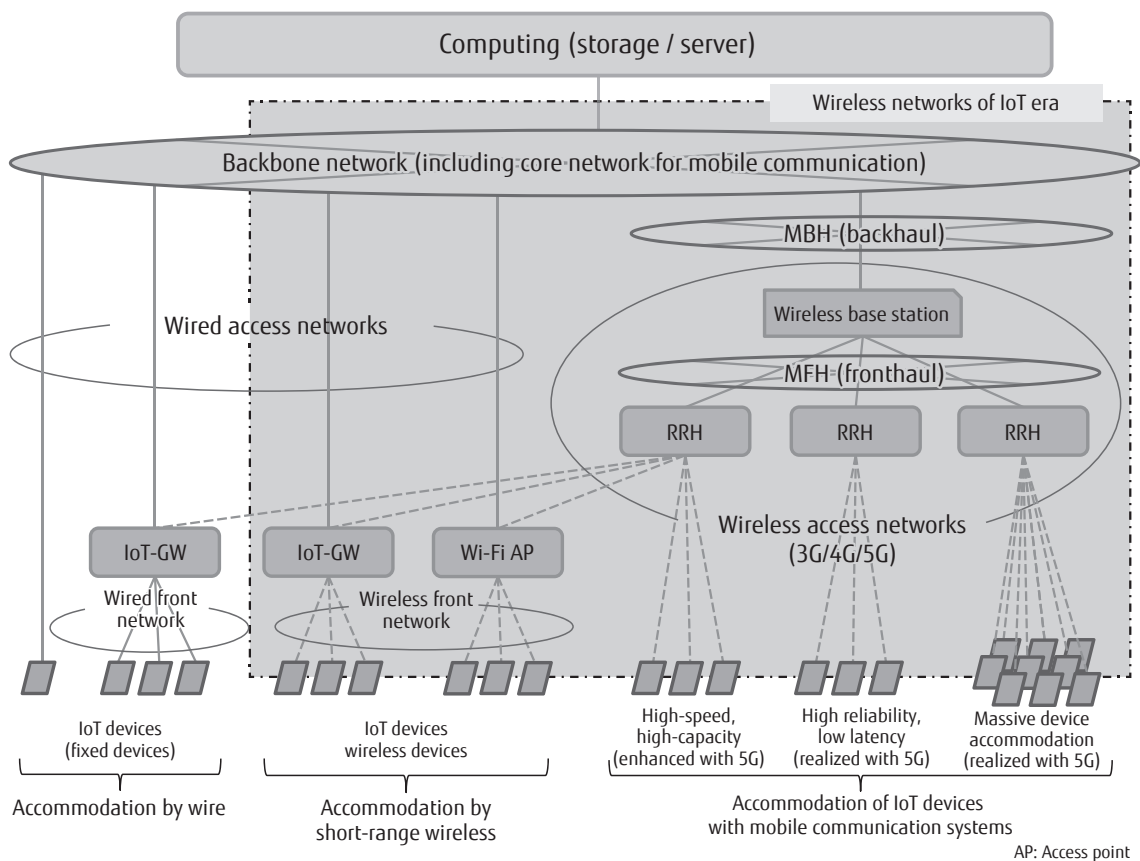 Computing (storage / server)
Wireless networks of IoT era
Backbone network (including core network for mobile communication)
MBH (backhaul)
Wireless base station
Wired access networks
MFH (fronthaul)
RRH
RRH
RRH
Wireless access networks
(3G/4G/5G)
IoT-GW
IoT-GW
Wi-Fi AP
Wired front
network
Wireless front
network
IoT devices
(fixed devices)
IoT devices
wireless devices
High-speed,
high-capacity
(enhanced with 5G)
High reliability,
low latency
(realized with 5G)
Massive device
accommodation
(realized with 5G)
Accommodation by wire
Accommodation by
short-range wireless
Accommodation of IoT devices
with mobile communication systems
AP: Access point